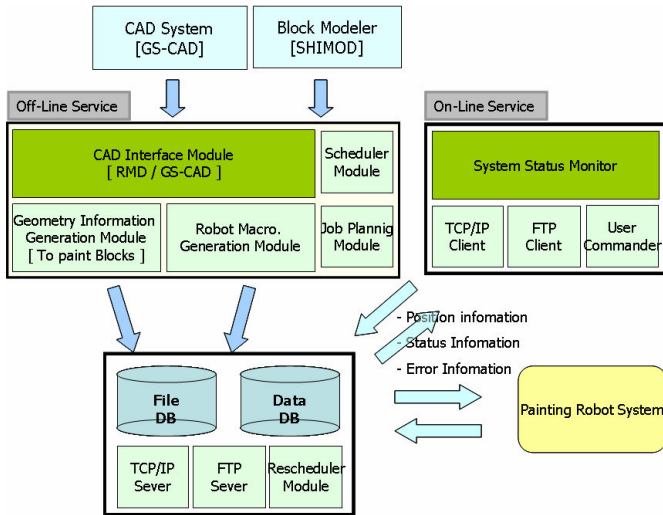 CAD System
[GS-CAD]
Block Modeler
[SHIMOD]
Off-Line Service
On-Line Service
CAD Interface Module
[ RMD / GS-CAD ]
Scheduler
Module
System Status Monitor
Geometry Information
Generation Module
[ To paint Blocks ]
Robot Macro.
Generation Module
Job Plannig
Module
TCP/IP
Client
FTP
Client
User
Commander
- Position infomation
- Status Infomation
- Error Infomation
File
DB
Data
DB
Painting Robot System
TCP/IP
Sever
FTP
Sever
Rescheduler
Module